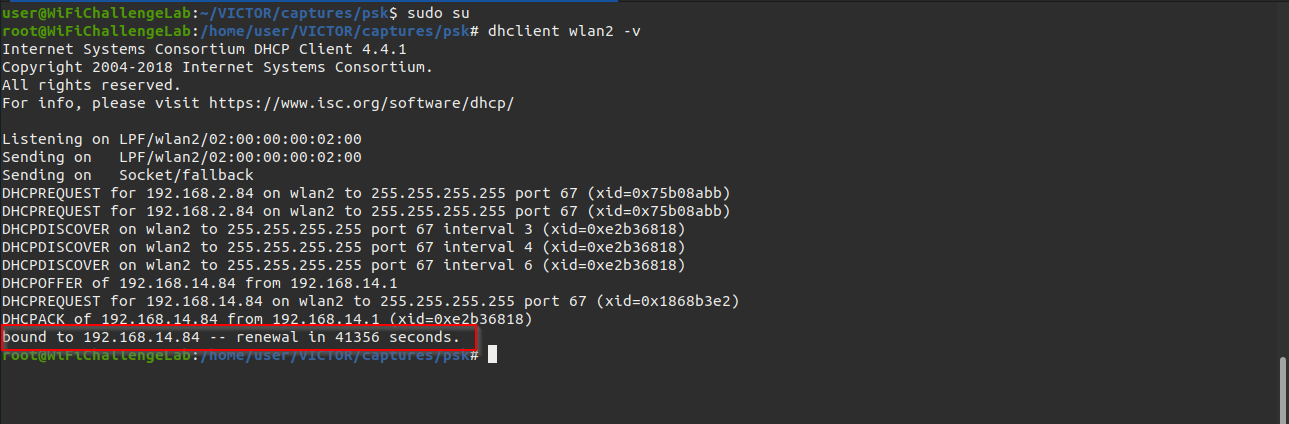 user@WiFiChallengeLab:~/VICTOR/captures/psk$ sudo su
root@WiFiChallengeLab:/home/user/VICTOR/captures/psk# dhclient wlan2 -v
Internet Systems Consortium DHCP Client 4.4.1
Copyright 2004-2018 Internet Systems Consortium.
All rights reserved.
For info, please visit https://www.isc.org/software/dhcp/
Listening on LPF/wlan2/02:00:00:00:02:00
Sending on   LPF/wlan2/02:00:00:00:02:00
Sending on   Socket/fallback
DHCPREQUEST for 192.168.2.84 on wlan2 to 255.255.255.255 port 67 (xid=0x75b08abb)
DHCPREQUEST for 192.168.2.84 on wlan2 to 255.255.255.255 port 67 (xid=0x75b08abb)
DHCPDISCOVER on wlan2 to 255.255.255.255 port 67 interval 3 (xid=0xe2b36818)
DHCPDISCOVER on wlan2 to 255.255.255.255 port 67 interval 4 (xid=0xe2b36818)
DHCPDISCOVER on wlan2 to 255.255.255.255 port 67 interval 6 (xid=0xe2b36818)
DHCPOFFER of 192.168.14.84 from 192.168.14.1
DHCPREQUEST for 192.168.14.84 on wlan2 to 255.255.255.255 port 67 (xid=0x1868b3e2)
DHCPACK of 192.168.14.84 from 192.168.14.1 (xid=0xe2b36818)
bound to 192.168.14.84 -- renewal in 41356 seconds.
root@WiFiChallengeLab:/home/user/VICTOR/captures/psk#